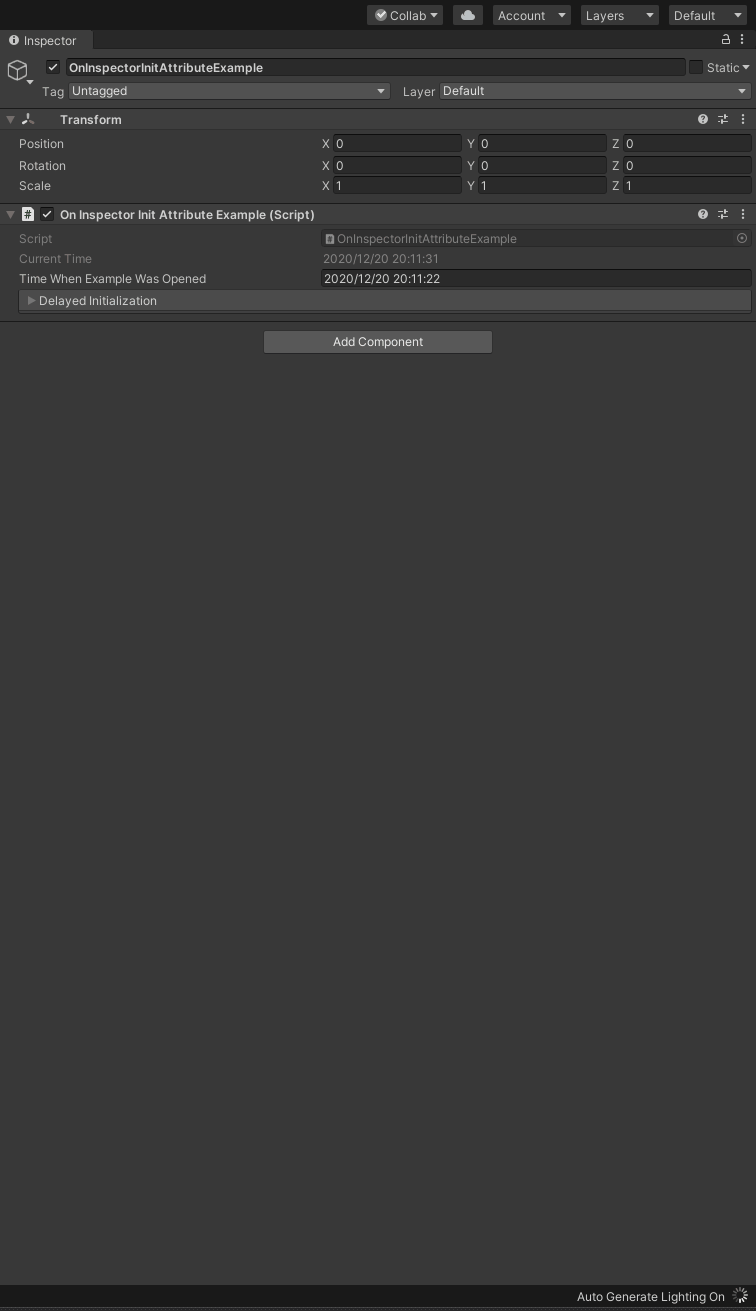 Collab Account Layers Default
Inspector
OnInspectorInitAttributeExample Static
Tag Untagged Layer Default
Transform
Position X 0 Y 0 Z 0
Rotation X 0 Y 0 Z 0
Scale X 1 Y 1 Z 1
# On Inspector Init Attribute Example (Script)
Script # OnInspectorInitAttributeExample
Current Time 2020/12/20 20:11:31
Time When Example Was Opened 2020/12/20 20:11:22
Delayed Initialization
Add Component
Auto Generate Lighting On